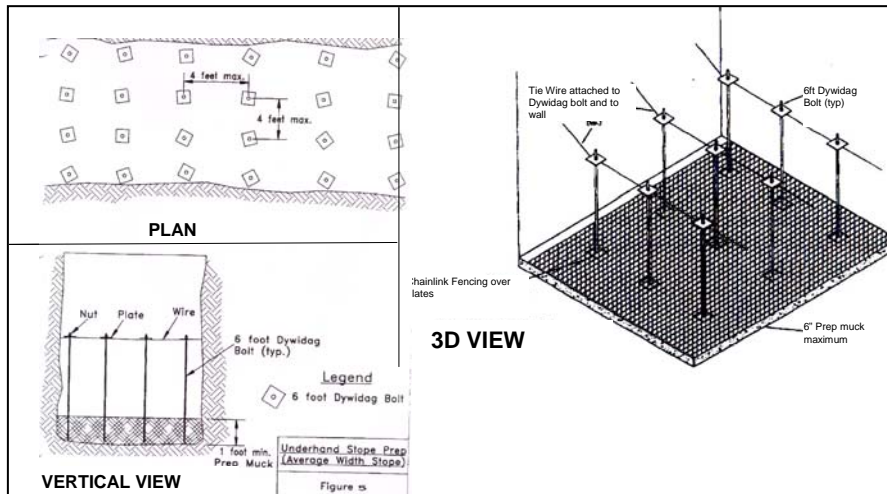 4 feet max.
4 feet max.
PLAN
Nut
Plate
Wire
6 foot Dywidag
Bolt (typ.)
1 foot min.
Prep Muck
VERTICAL VIEW
Legend
6 foot Dywidag Bolt
Underhand Stope Prep
(Average Width Stope)
Figure 5
Tie Wire attached to
Dywidag bolt and to
wall
6ft Dywidag
Bolt (typ)
Chainlink Fencing over
lates
6" Prep muck
maximum
3D VIEW